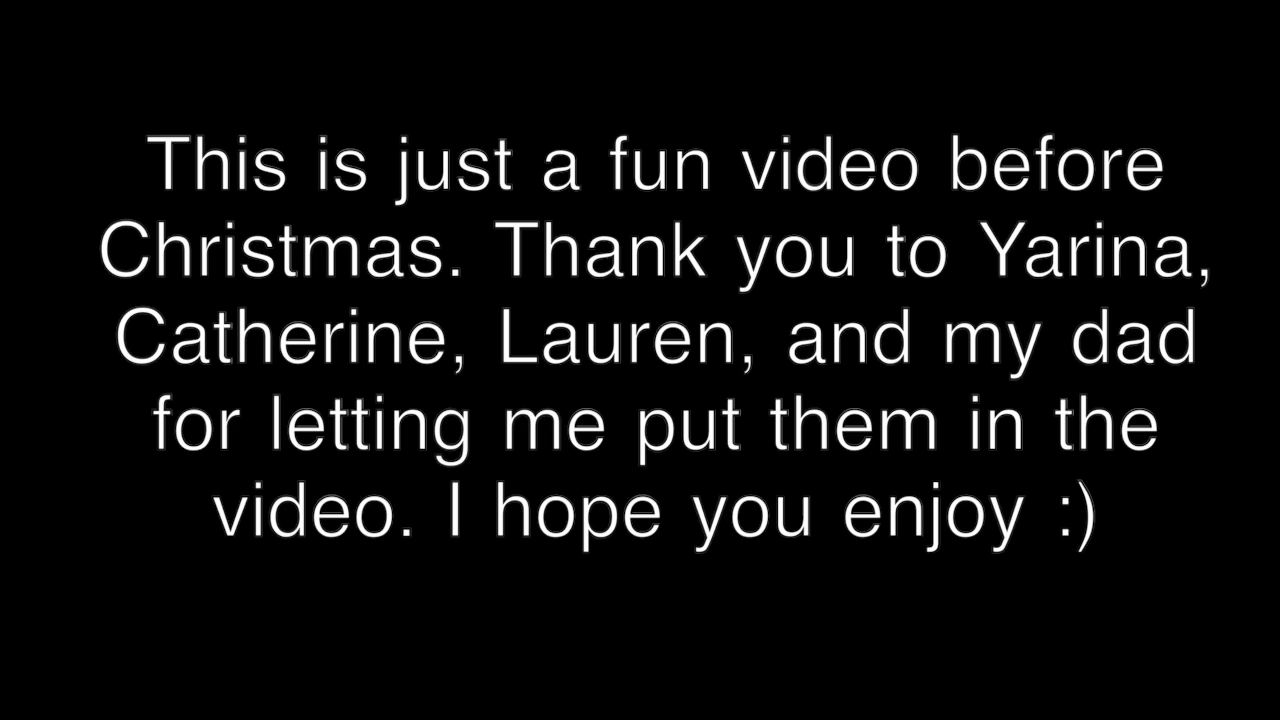 This is just a fun video before
Christmas. Thank you to Yarina,
Catherine, Lauren, and my dad
for letting me put them in the
video. I hope you enjoy :)